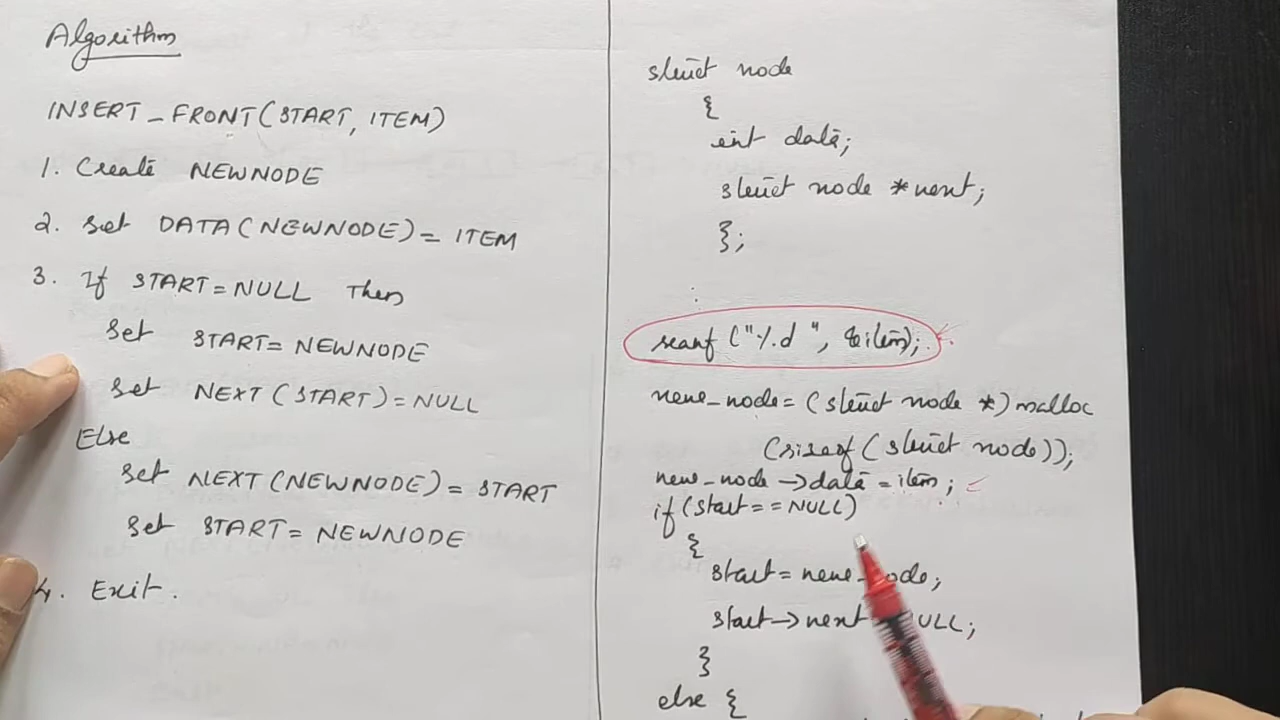 Algorithm
INSERT_FRONT(START, ITEM)
1. Create NEWNODE
2. Set DATA(NEWNODE) = ITEM
3. If START = NULL Then
Set START = NEWNODE
Set NEXT(START) = NULL
Else
Set NEXT(NEWNODE) = START
Set START = NEWNODE
4. Exit.
struct node
{
int data;
struct node *next;
};
:
scanf ("%d", &item);
new_node = (struct node *) malloc
(sizeof (struct node));
new_node -> data = item;
if (start == NULL)
{
start = new_node;
start -> next = NULL;
}
else {